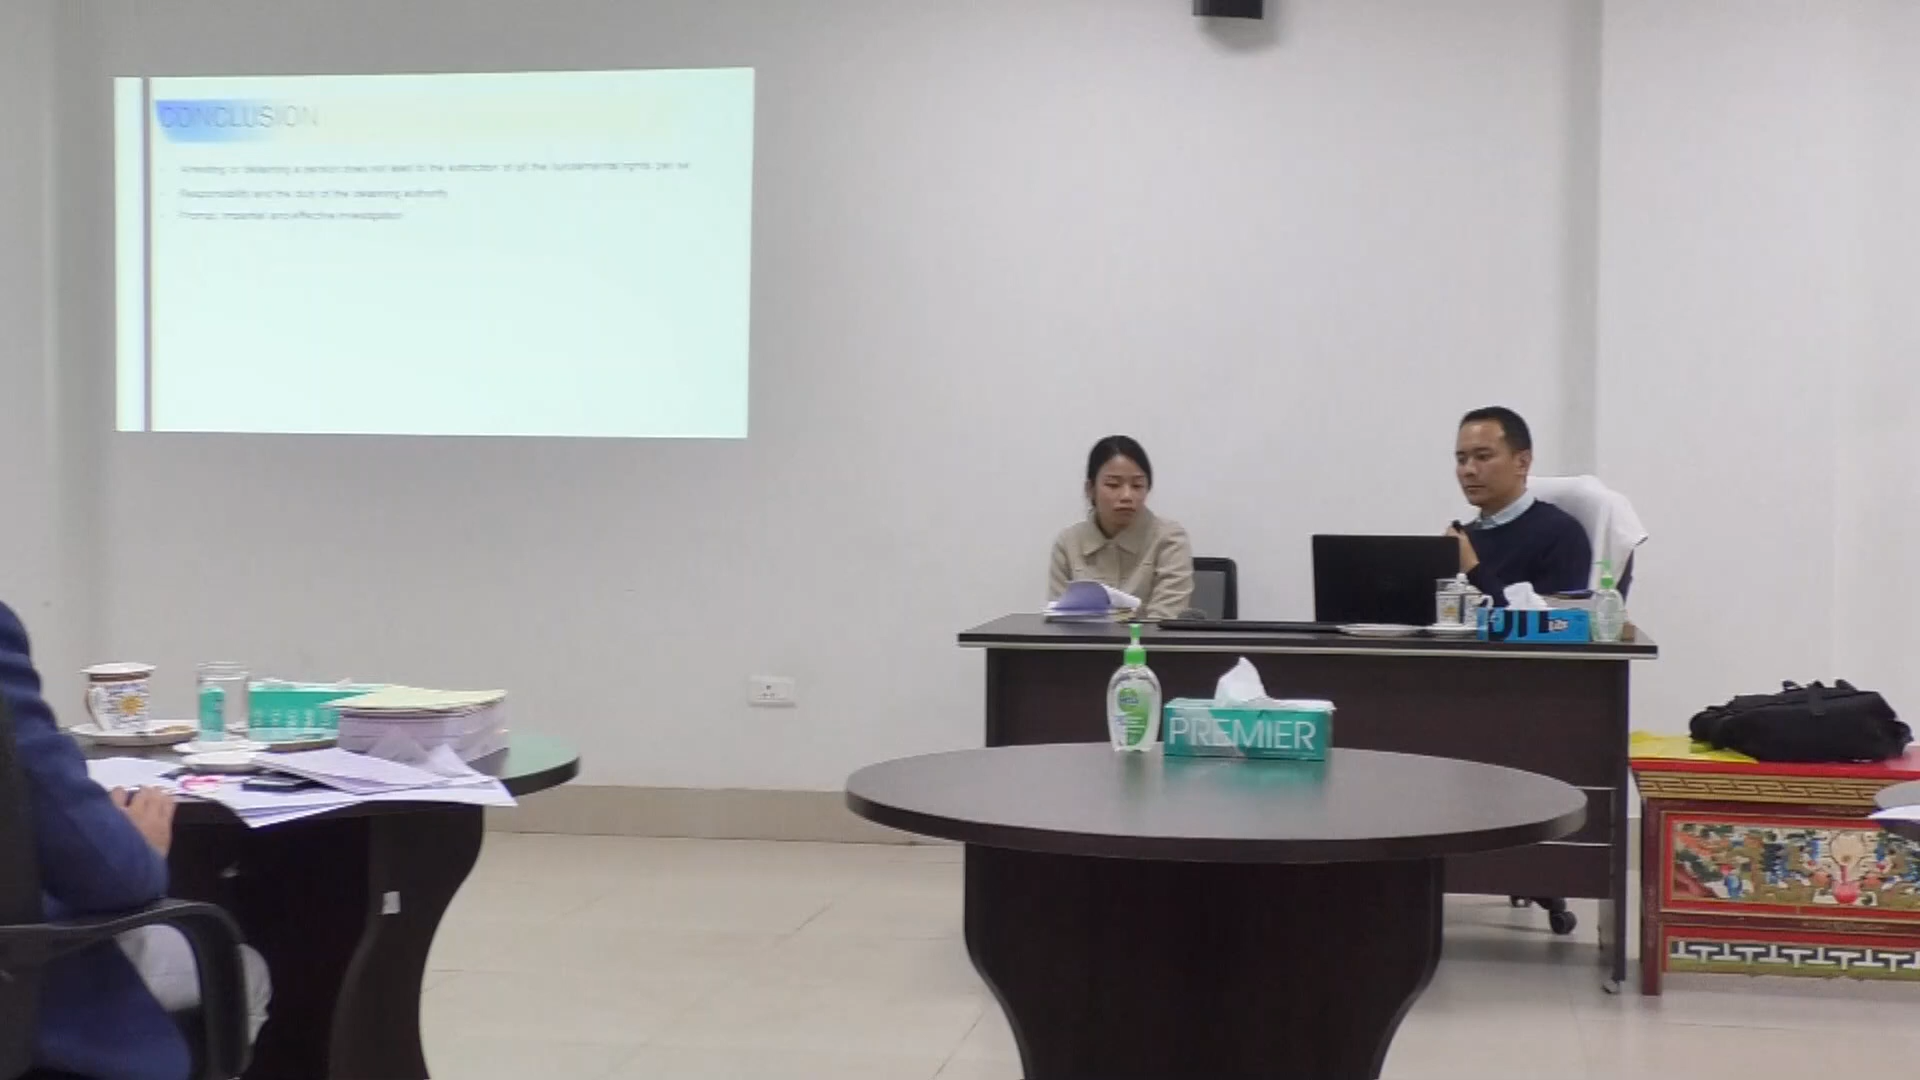 CONCLUSION
Arresting or detaining a person does not lead to the extinction of all the fundamental rights per se
Responsibility and the duty of the detaining authority
Prompt, impartial and effective investigation
PREMIER